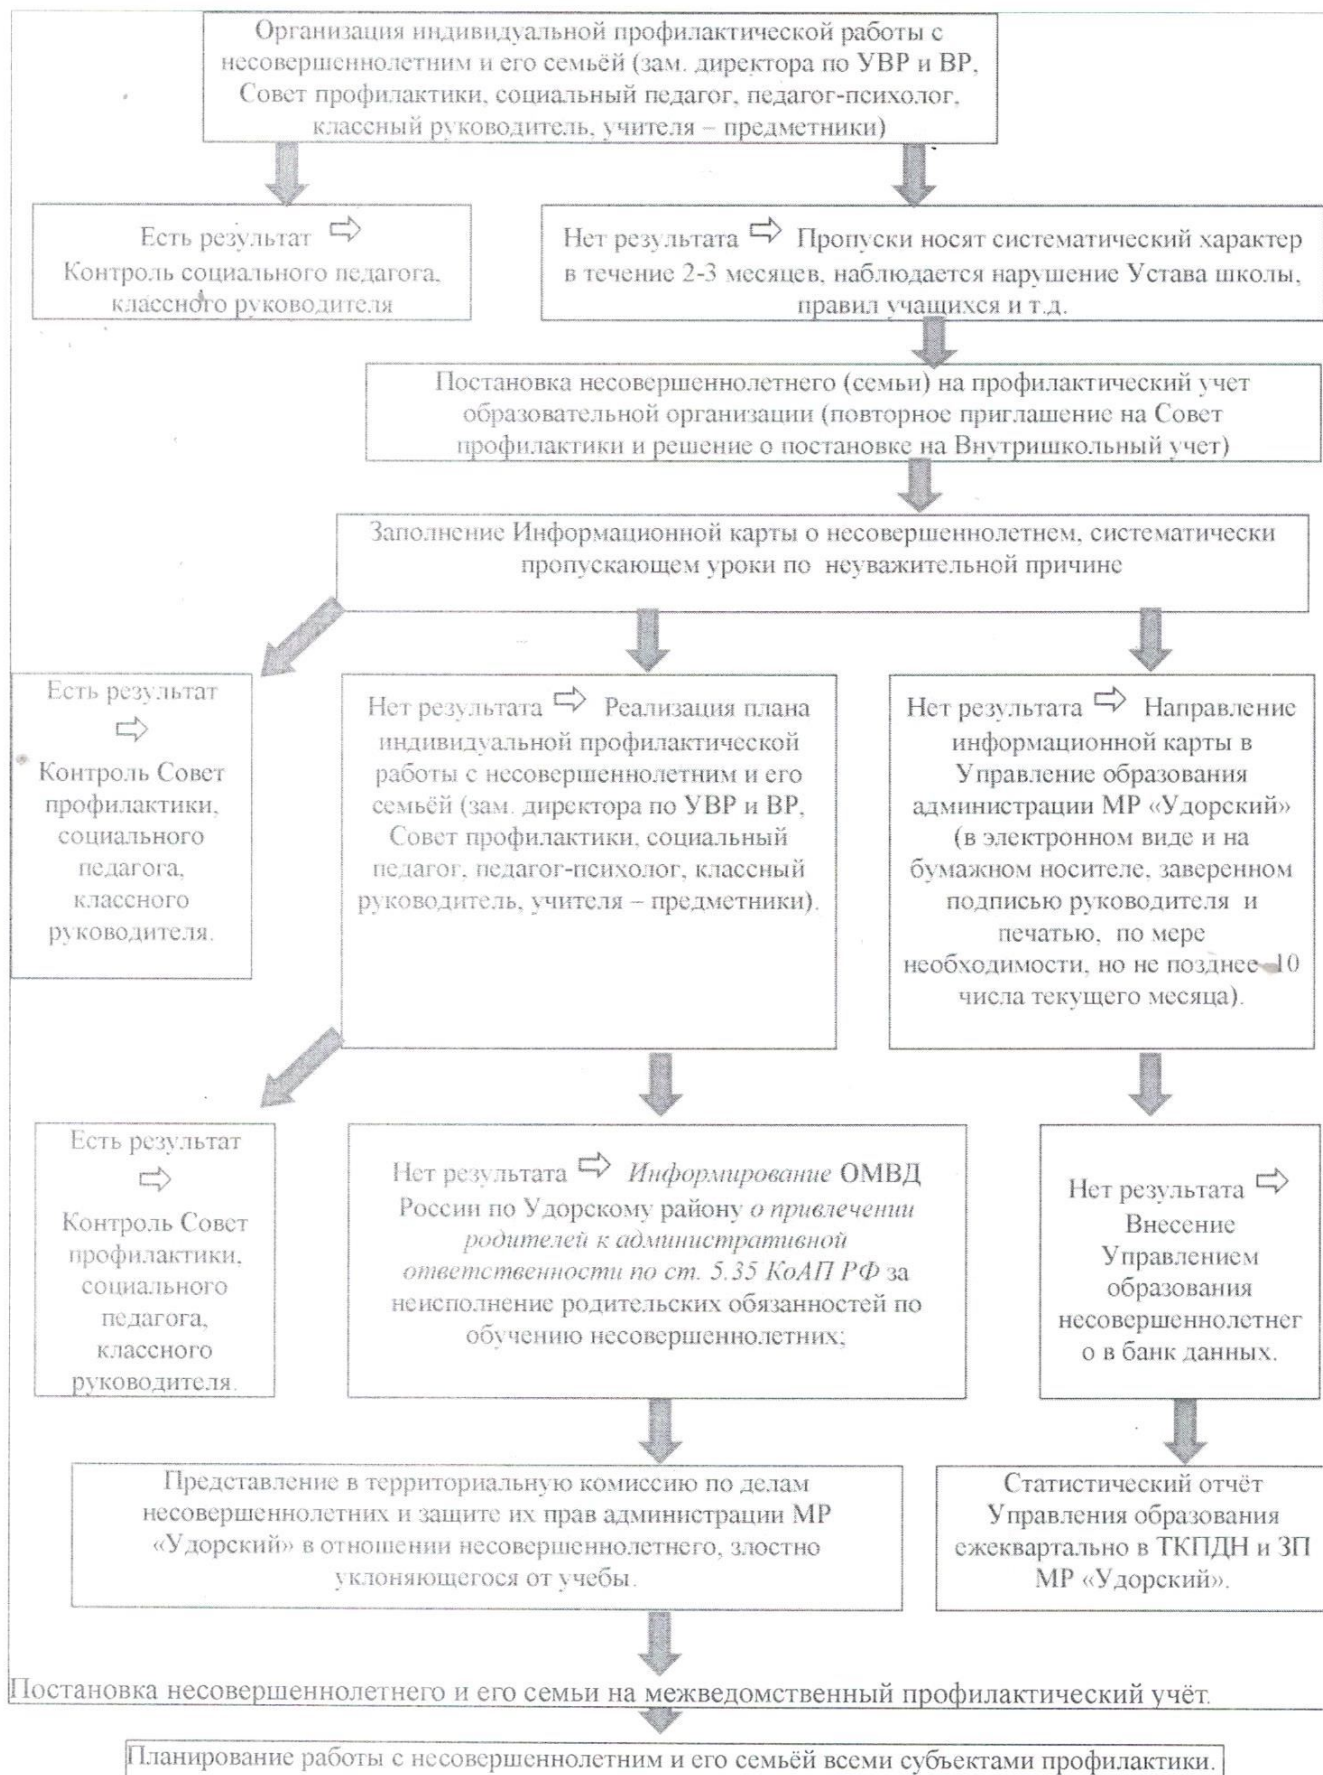 Организация индивидуальной профилактической работы с
несовершеннолетним и его семьёй (зам. директора по УВР и ВР,
Совет профилактики, социальный педагог, педагог-психолог,
классный руководитель, учителя – предметники)
Есть результат ⇨
Контроль социального педагога,
классного руководителя
Нет результата ⇨ Пропуски носят систематический характер
в течение 2-3 месяцев, наблюдается нарушение Устава школы,
правил учащихся и т.д.
Постановка несовершеннолетнего (семьи) на профилактический учет
образовательной организации (повторное приглашение на Совет
профилактики и решение о постановке на Внутришкольный учет)
Заполнение Информационной карты о несовершеннолетнем, систематически
пропускающем уроки по неуважительной причине
Есть результат
⇨
Контроль Совет
профилактики,
социального
педагога,
классного
руководителя.
Нет результата ⇨ Реализация плана
индивидуальной профилактической
работы с несовершеннолетним и его
семьёй (зам. директора по УВР и ВР,
Совет профилактики, социальный
педагог, педагог-психолог, классный
руководитель, учителя – предметники).
Нет результата ⇨ Направление
информационной карты в
Управление образования
администрации МР «Удорский»
(в электронном виде и на
бумажном носителе, заверенном
подписью руководителя и
печатью, по мере
необходимости, но не позднее 10
числа текущего месяца).
Есть результат
⇨
Контроль Совет
профилактики,
социального
педагога,
классного
руководителя.
Нет результата ⇨ Информирование ОМВД
России по Удорскому району о привлечении
родителей к административной
ответственности по ст. 5.35 КоАП РФ за
неисполнение родительских обязанностей по
обучению несовершеннолетних;
Нет результата ⇨
Внесение
Управлением
образования
несовершеннолетнег
о в банк данных.
Представление в территориальную комиссию по делам
несовершеннолетних и защите их прав администрации МР
«Удорский» в отношении несовершеннолетнего, злостно
уклоняющегося от учебы.
Статистический отчёт
Управления образования
ежеквартально в ТКПДН и ЗП
МР «Удорский».
Постановка несовершеннолетнего и его семьи на межведомственный профилактический учёт.
Планирование работы с несовершеннолетним и его семьёй всеми субъектами профилактики.